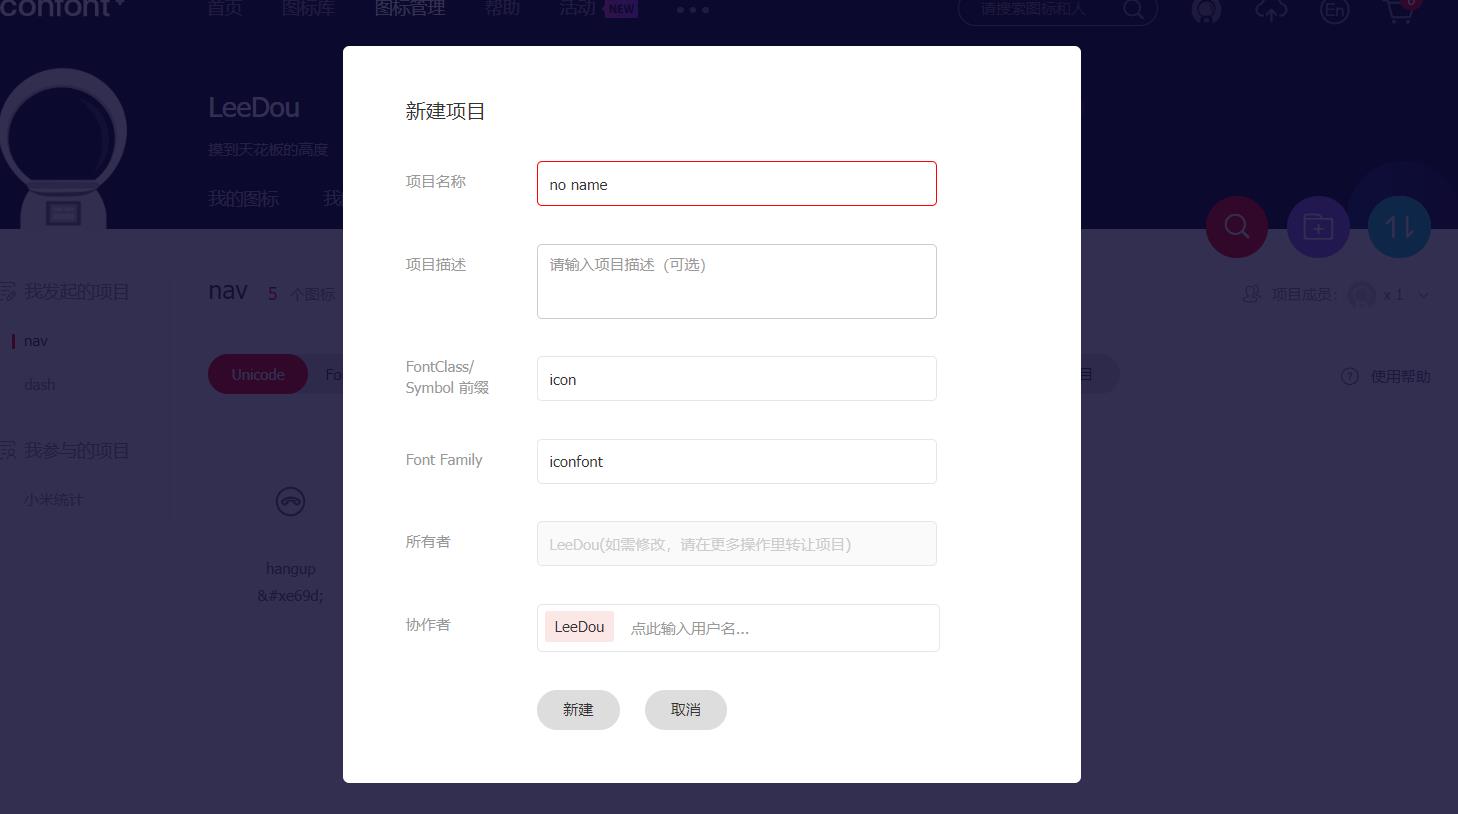 首页 图标库 图标管理 帮助 活动 NEW
请搜索图标和人
En
LeeDou
摸到天花板的高度
我的图标
新建项目
项目名称
no name
项目描述
请输入项目描述（可选）
FontClass/
Symbol 前缀
icon
Font Family
iconfont
所有者
LeeDou(如需修改，请在更多操作里转让项目)
协作者
LeeDou 点此输入用户名...
新建 取消
我发起的项目
nav
dash
我参与的项目
小米统计
nav 5 个图标
项目成员： x 1
Unicode
使用帮助
hangup
&#xe69d;